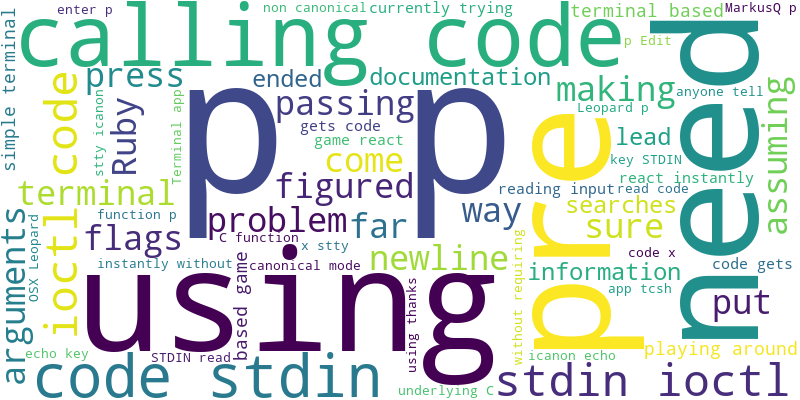 enter p
non canonical
currently trying
terminal based
MarkusQ p
simple terminal
calling code
p Edit
need
press
ended
documentation
making
anyone tell
code
Ruby
stty icanon
Terminal app
p p
passing
Leopard p
pre
assuming
gets code
game react
lead
come
key STDIN
terminal
figured
reading input
read code
react instantly
searches
function p
problem
far
way
sure
arguments
OSX Leopard
ioctl
flags
C function
x stty
newline
code x
instantly without
canonical mode
information
code gets
using
based game
using thanks
without requiring
app tcsh
put
echo key
STDIN read
icanon echo
playing around
code stdin
underlying C
stdin ioctl